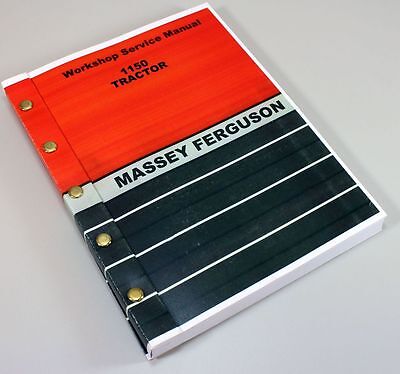 Workshop Service Manual
1150
TRACTOR
MASSEY FERGUSON